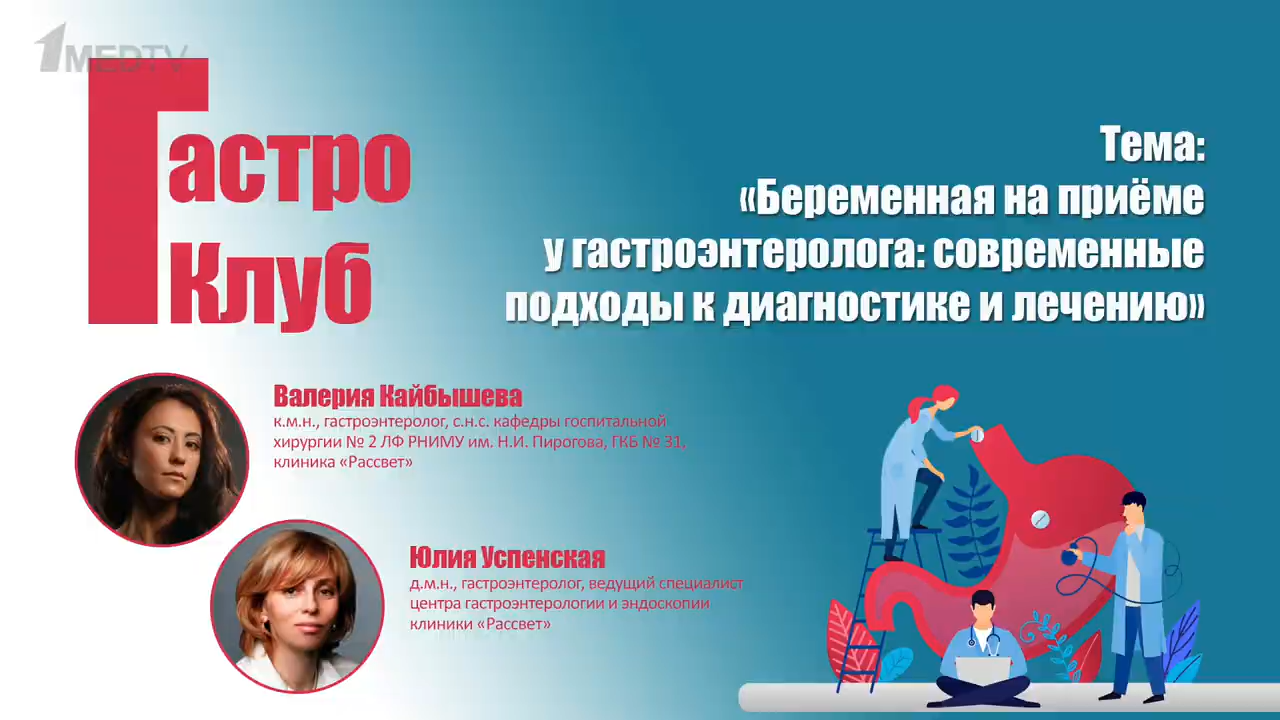 1MEDTV
Гастро
Клуб
Тема:
«Беременная на приёме
у гастроэнтеролога: современные
подходы к диагностике и лечению»
Валерия Кайбышева
к.м.н., гастроэнтеролог, с.н.с. кафедры госпитальной
хирургии № 2 ЛФ РНИМУ им. Н.И. Пирогова, ГКБ № 31,
клиника «Рассвет»
Юлия Успенская
д.м.н., гастроэнтеролог, ведущий специалист
центра гастроэнтерологии и эндоскопии
клиники «Рассвет»